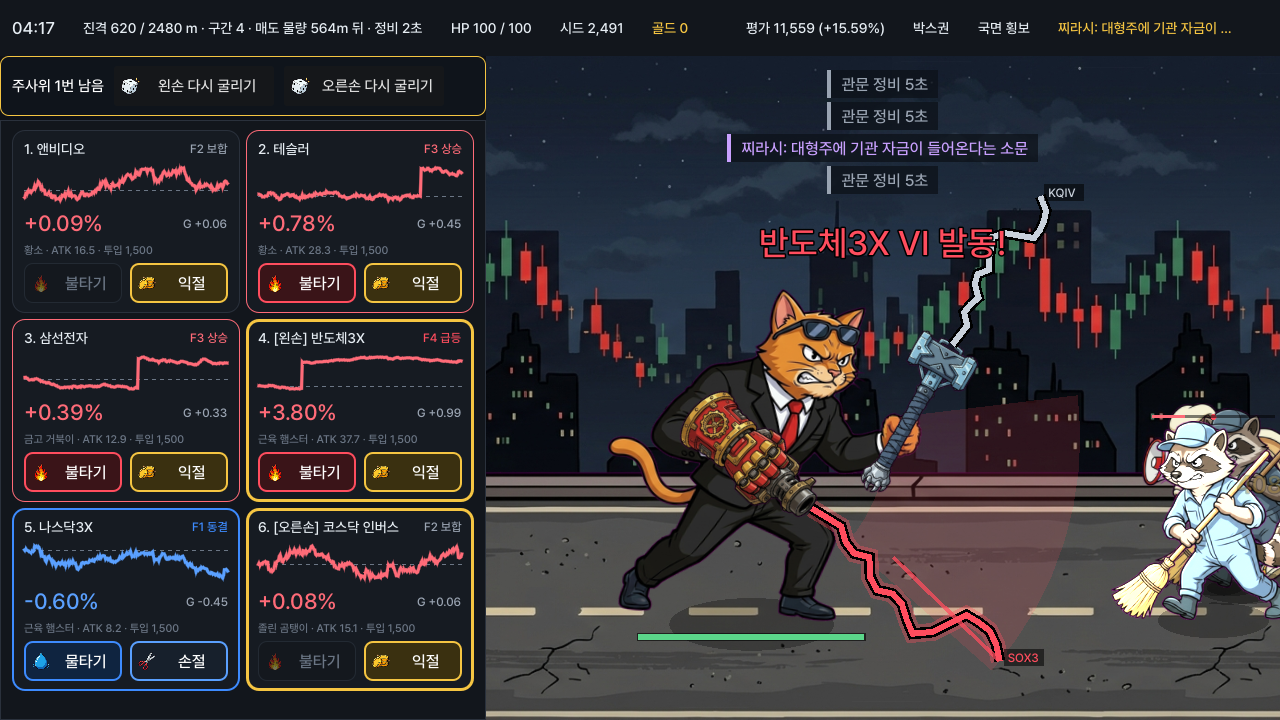 04:17 진격 620 / 2480 m · 구간 4 · 매도 물량 564m 뒤 · 정비 2초 HP 100 / 100 시드 2,491 골드 0 평가 11,559 (+15.59%) 박스권 국면 횡보 찌라시: 대형주에 기관 자금이 ...
주사위 1번 남음 왼손 다시 굴리기 오른손 다시 굴리기
1. 앤비디오 F2 보합
+0.09% G +0.06
황소 · ATK 16.5 · 투입 1,500
불타기 익절
2. 테슬러 F3 상승
+0.78% G +0.45
황소 · ATK 28.3 · 투입 1,500
불타기 익절
3. 삼선전자 F3 상승
+0.39% G +0.33
금고 거북이 · ATK 12.9 · 투입 1,500
불타기 익절
4. [왼손] 반도체3X F4 급등
+3.80% G +0.99
근육 햄스터 · ATK 37.7 · 투입 1,500
불타기 익절
5. 나스닥3X F1 동결
-0.60% G -0.45
근육 햄스터 · ATK 8.2 · 투입 1,500
물타기 손절
6. [오른손] 코스닥 인버스 F2 보합
+0.08% G +0.06
졸린 곰탱이 · ATK 15.1 · 투입 1,500
불타기 익절
관문 정비 5초
관문 정비 5초
찌라시: 대형주에 기관 자금이 들어온다는 소문
관문 정비 5초
KQIV
반도체3X VI 발동!
SOX3